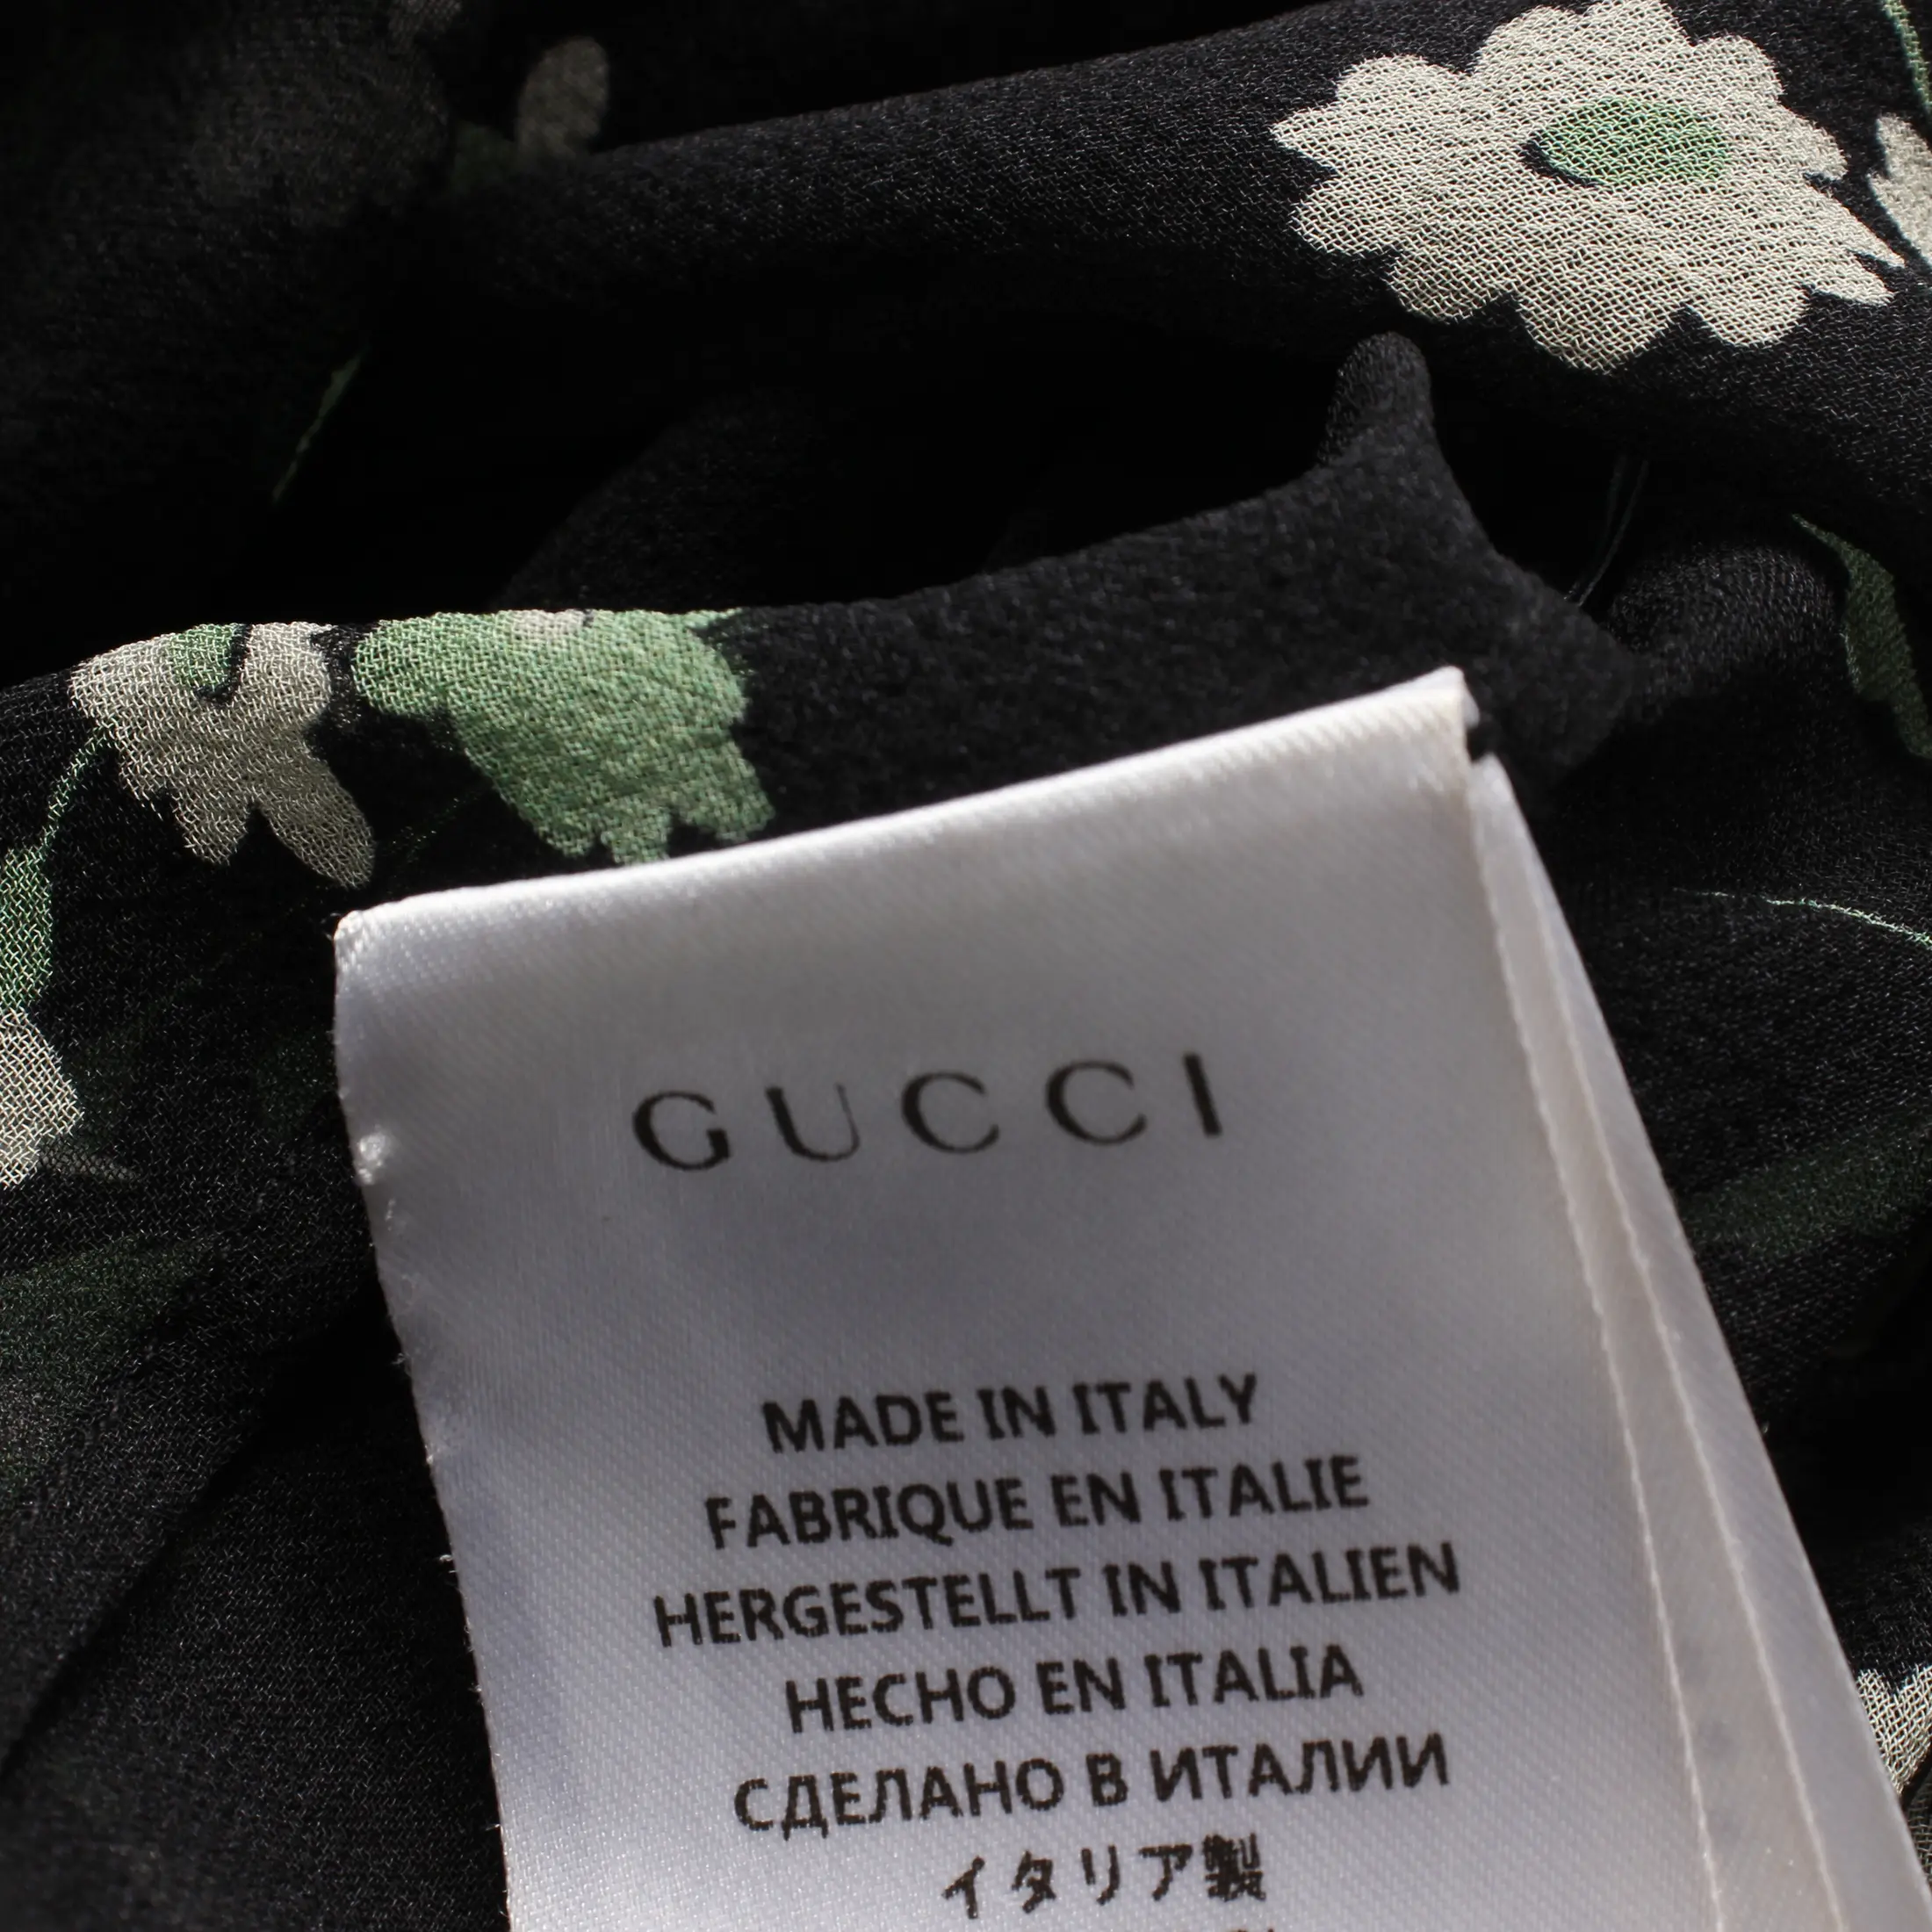 GUCCI
MADE IN ITALY
FABRIQUE EN ITALIE
HERGESTELLT IN ITALIEN
HECHO EN ITALIA
СДЕЛАНО В ИТАЛИИ
イタリア製